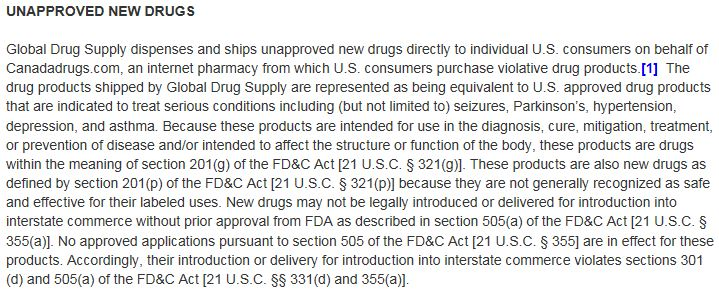 UNAPPROVED NEW DRUGS
Global Drug Supply dispenses and ships unapproved new drugs directly to individual U.S. consumers on behalf of
Canadadrugs.com, an internet pharmacy from which U.S. consumers purchase violative drug products.[1] The
drug products shipped by Global Drug Supply are represented as being equivalent to U.S. approved drug products
that are indicated to treat serious conditions including (but not limited to) seizures, Parkinson's, hypertension,
depression, and asthma. Because these products are intended for use in the diagnosis, cure, mitigation, treatment,
or prevention of disease and/or intended to affect the structure or function of the body, these products are drugs
within the meaning of section 201(g) of the FD&C Act [21 U.S.C. § 321(g)]. These products are also new drugs as
defined by section 201(p) of the FD&C Act [21 U.S.C. § 321(p)] because they are not generally recognized as safe
and effective for their labeled uses. New drugs may not be legally introduced or delivered for introduction into
interstate commerce without prior approval from FDA as described in section 505(a) of the FD&C Act [21 U.S.C. §
355(a)]. No approved applications pursuant to section 505 of the FD&C Act [21 U.S.C. § 355] are in effect for these
products. Accordingly, their introduction or delivery for introduction into interstate commerce violates sections 301
(d) and 505(a) of the FD&C Act [21 U.S.C. §§ 331(d) and 355(a)].